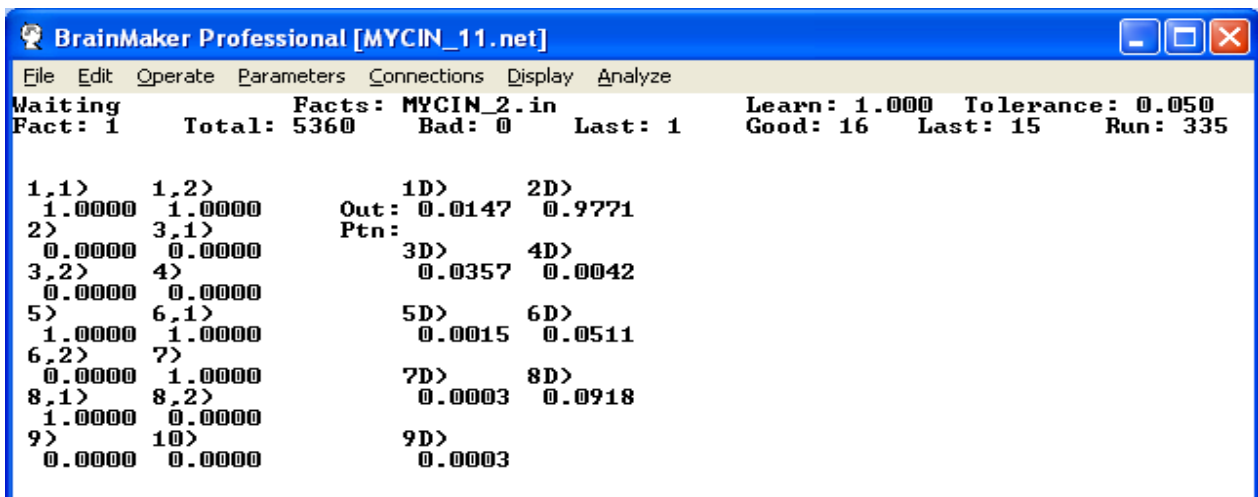 BrainMaker Professional [MYCIN_11.net]
File Edit Operate Parameters Connections Display Analyze
Waiting Facts: MYCIN_2.in Learn: 1.000 Tolerance: 0.050
Fact: 1 Total: 5360 Bad: 0 Last: 1 Good: 16 Last: 15 Run: 335
1,1> 1,2> 1D> 2D>
1.0000 1.0000 Out: 0.0147 0.9771
2> 3,1> Ptn:
0.0000 0.0000 3D> 4D>
3,2> 4> 0.0357 0.0042
0.0000 0.0000
5> 6,1> 5D> 6D>
1.0000 1.0000 0.0015 0.0511
6,2> 7>
0.0000 1.0000 7D> 8D>
8,1> 8,2> 0.0003 0.0918
1.0000 0.0000
9> 10> 9D>
0.0000 0.0000 0.0003